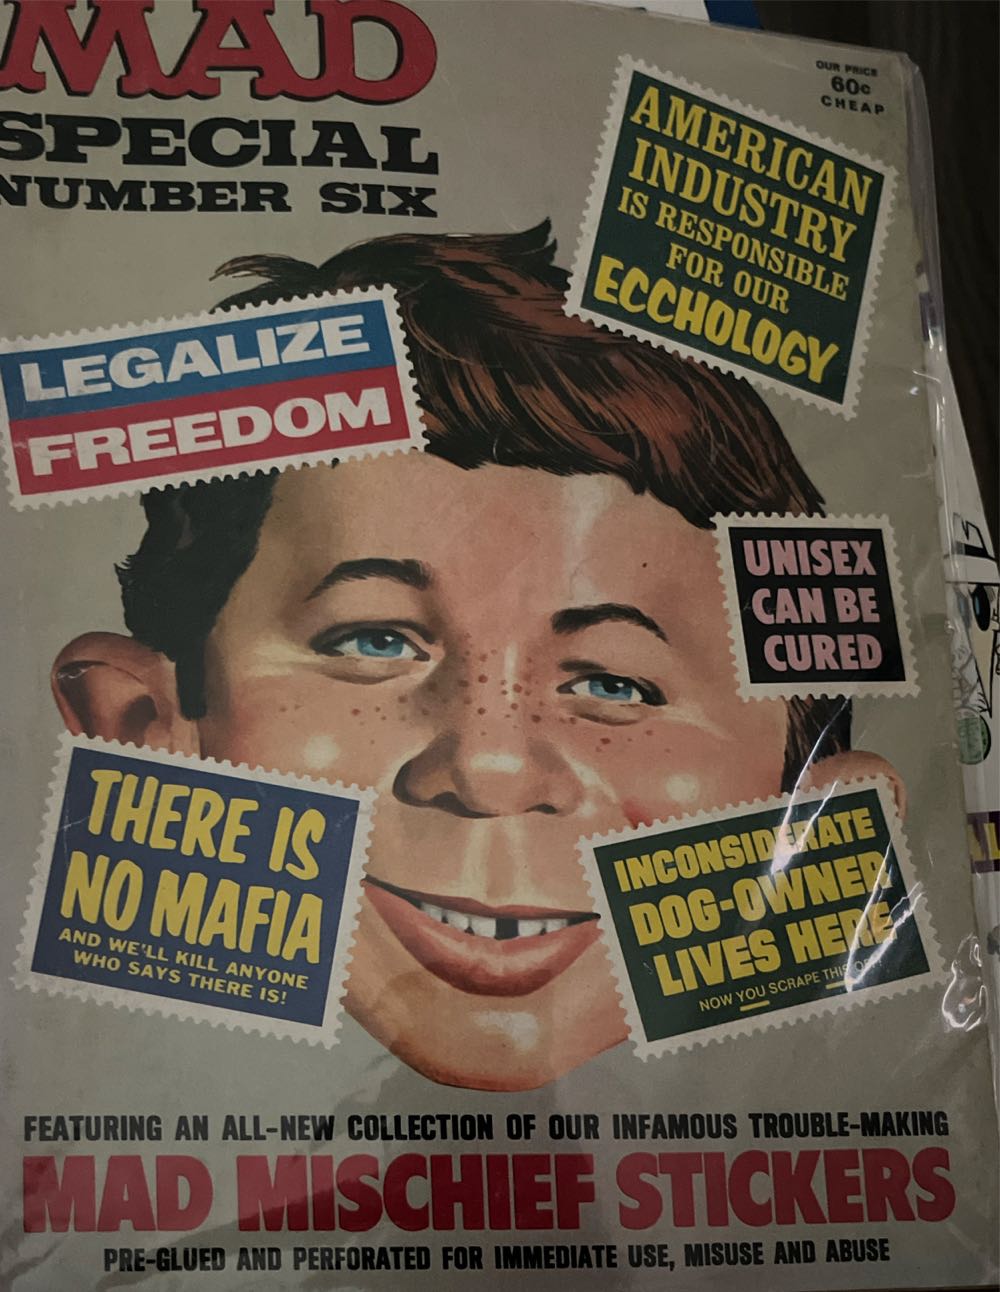 MAD
SPECIAL
NUMBER SIX
OUR PRICE
60c
CHEAP
AMERICAN
INDUSTRY
IS RESPONSIBLE
FOR OUR
ECCHOLOGY
LEGALIZE
FREEDOM
UNISEX
CAN BE
CURED
THERE IS
NO MAFIA
AND WE'LL KILL ANYONE
WHO SAYS THERE IS!
INCONSIDERATE
DOG-OWNER
LIVES HERE
NOW YOU SCRAPE THIS
FEATURING AN ALL-NEW COLLECTION OF OUR INFAMOUS TROUBLE-MAKING
MAD MISCHIEF STICKERS
PRE-GLUED AND PERFORATED FOR IMMEDIATE USE, MISUSE AND ABUSE